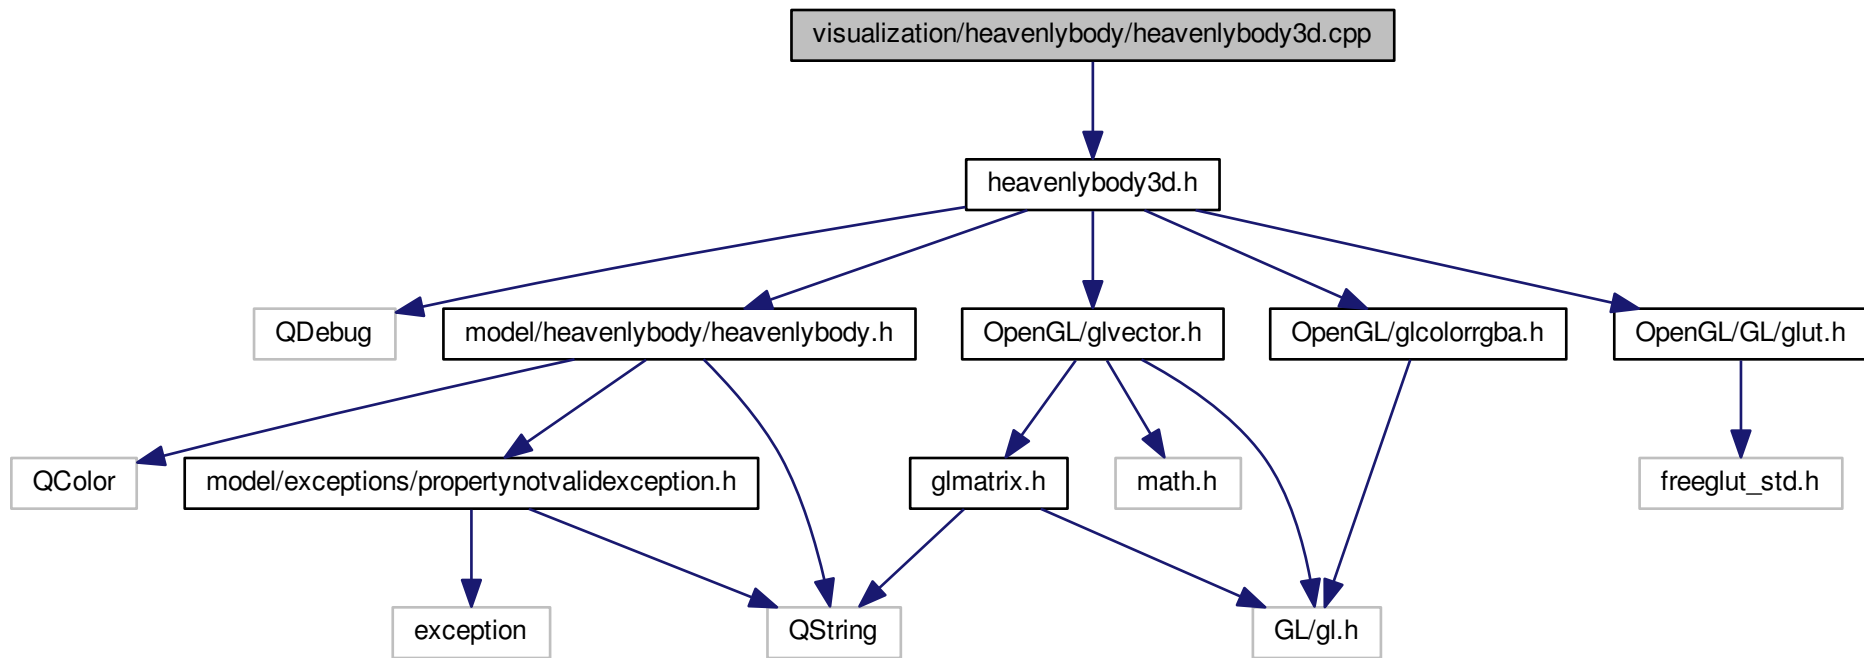 visualization/heavenlybody/heavenlybody3d.cpp
heavenlybody3d.h
QDebug
model/heavenlybody/heavenlybody.h
OpenGL/glvector.h
OpenGL/glcolorrgba.h
OpenGL/GL/glut.h
QColor
model/exceptions/propertynotvalidexception.h
glmatrix.h
math.h
freeglut_std.h
exception
QString
GL/gl.h